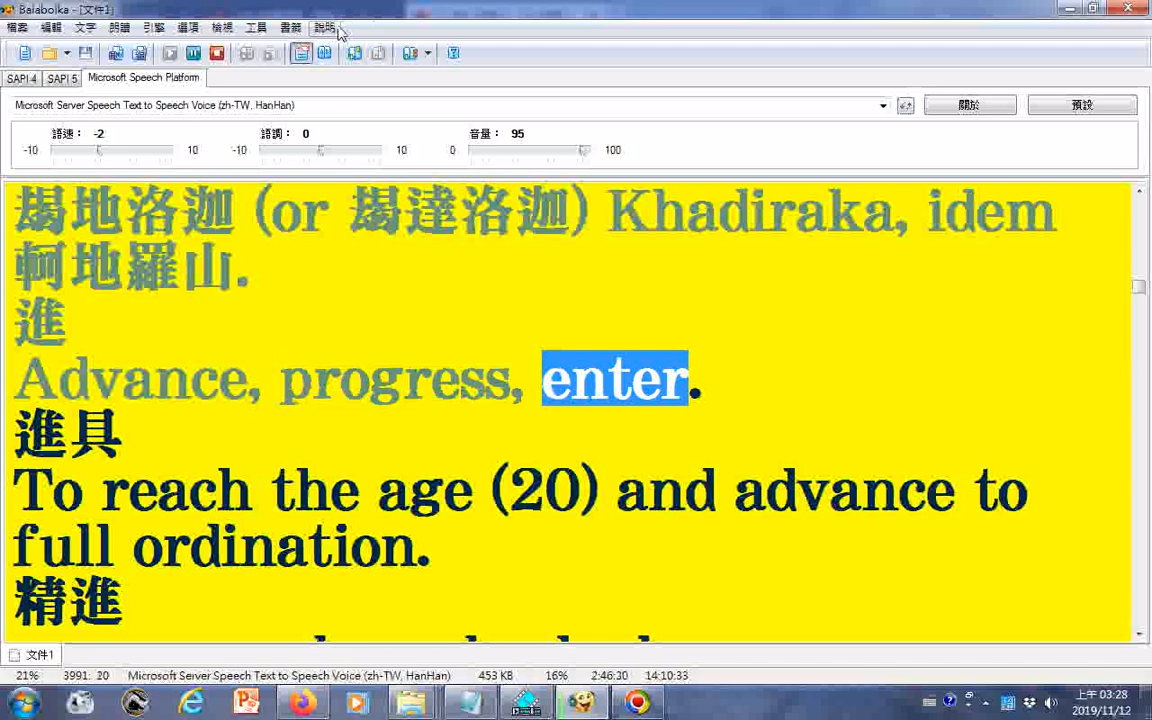 Balabolka - [文件1]
檔案 編輯 文字 朗讀 引擎 選項 檢視 工具 書籤 說明
SAPI 4 SAPI 5 Microsoft Speech Platform
Microsoft Server Speech Text to Speech Voice (zh-TW, HanHan) 關於 預設
語速： -2 語調： 0 音量： 95
-10 10 -10 10 0 100
朅地洛迦 (or 朅達洛迦) Khadiraka, idem
軻地羅山.
進
Advance, progress, enter.
進具
To reach the age (20) and advance to
full ordination.
精進
文件1
21% 3991: 20 Microsoft Server Speech Text to Speech Voice (zh-TW, HanHan) 453 KB 16% 2:46:30 14:10:33
上午 03:28
2019/11/12